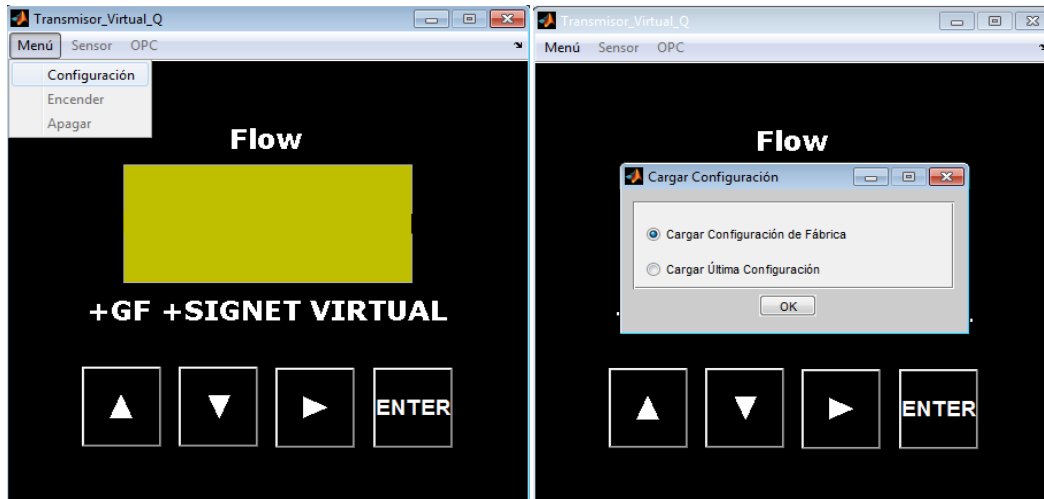 Transmisor_Virtual_Q
Menú Sensor OPC
Configuración
Encender
Apagar
Flow
+GF +SIGNET VIRTUAL
ENTER
Transmisor_Virtual_Q
Menú Sensor OPC
Flow
Cargar Configuración
Cargar Configuración de Fábrica
Cargar Última Configuración
OK
ENTER